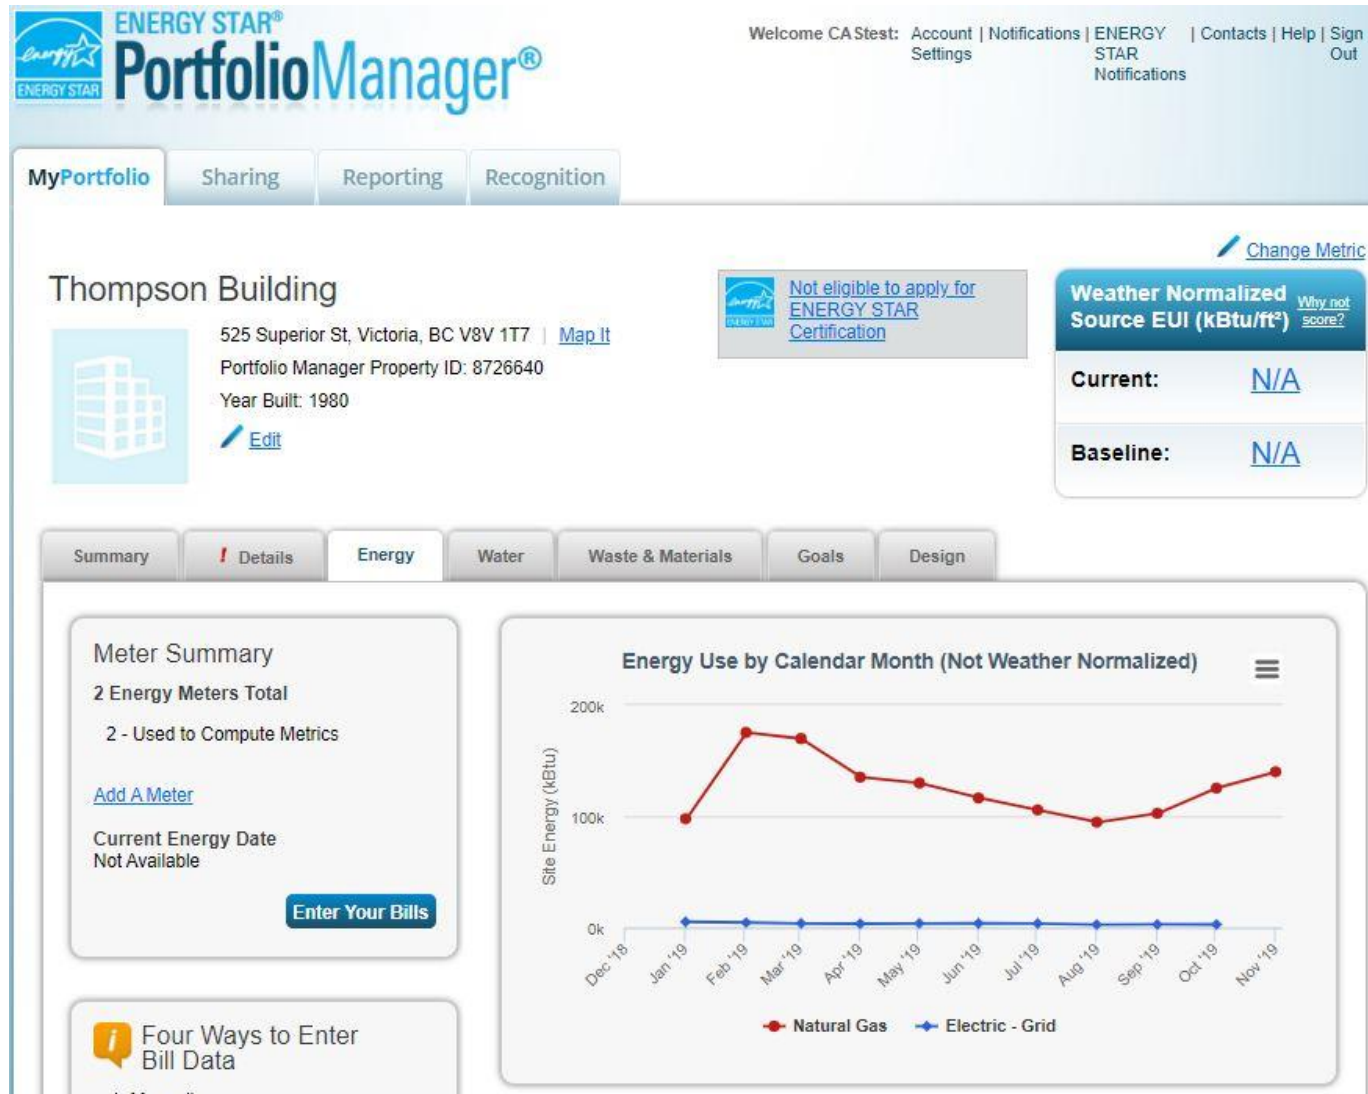 ENERGY STAR®
PortfolioManager®
energy
ENERGY STAR
Welcome CAStest: Account Settings | Notifications | ENERGY STAR Notifications | Contacts | Help | Sign Out
MyPortfolio
Sharing
Reporting
Recognition
Change Metric
Thompson Building
525 Superior St, Victoria, BC V8V 1T7 | Map It
Portfolio Manager Property ID: 8726640
Year Built: 1980
Edit
Not eligible to apply for
ENERGY STAR
Certification
Weather Normalized
Source EUI (kBtu/ft²)
Why not
score?
Current: N/A
Baseline: N/A
Summary
! Details
Energy
Water
Waste & Materials
Goals
Design
Meter Summary
2 Energy Meters Total
2 - Used to Compute Metrics
Add A Meter
Current Energy Date
Not Available
Enter Your Bills
Four Ways to Enter
Bill Data
Energy Use by Calendar Month (Not Weather Normalized)
Site Energy (kBtu)
200k
100k
0k
Dec '18
Jan '19
Feb '19
Mar '19
Apr '19
May '19
Jun '19
Jul '19
Aug '19
Sep '19
Oct '19
Nov '19
Natural Gas
Electric - Grid